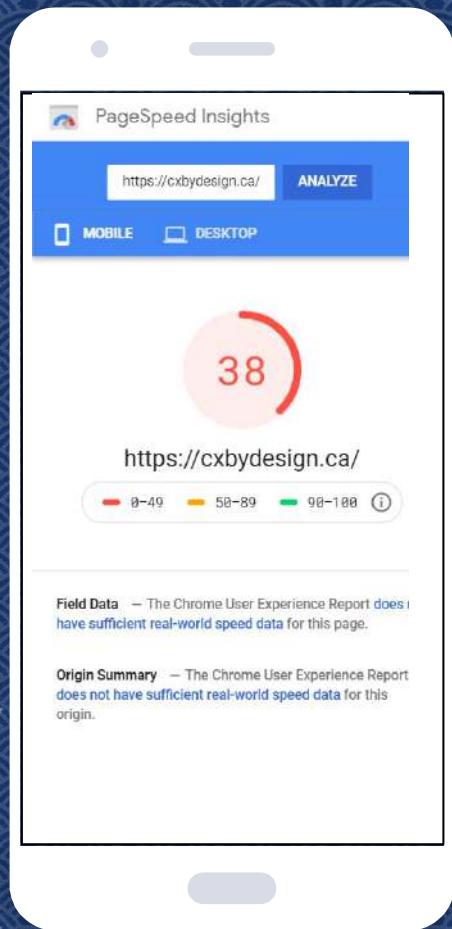 PageSpeed Insights
https://cxbydesign.ca/ ANALYZE
MOBILE DESKTOP
38
https://cxbydesign.ca/
0–49 50–89 90–100
Field Data — The Chrome User Experience Report does
have sufficient real-world speed data for this page.
Origin Summary — The Chrome User Experience Report
does not have sufficient real-world speed data for this
origin.